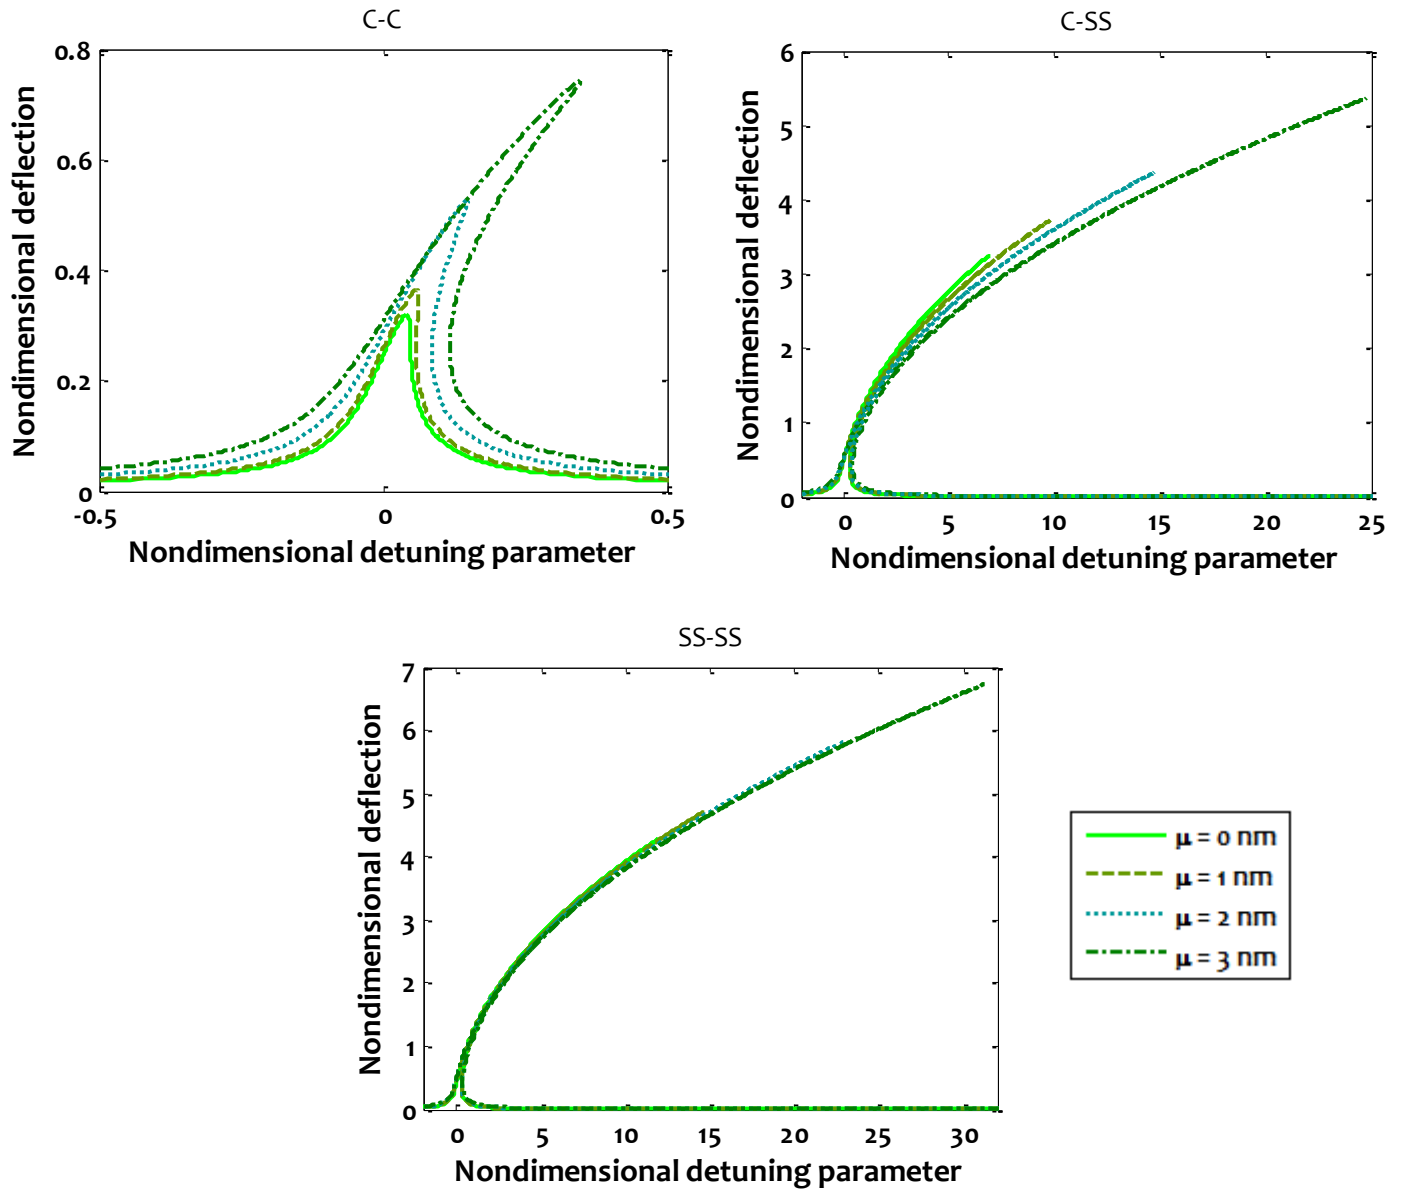 C-C
0.8
0.6
0.4
0.2
0
-0.5
0
0.5
Nondimensional deflection
Nondimensional detuning parameter
C-SS
6
5
4
3
2
1
0
0
5
10
15
20
25
Nondimensional deflection
Nondimensional detuning parameter
SS-SS
7
6
5
4
3
2
1
0
0
5
10
15
20
25
30
Nondimensional deflection
Nondimensional detuning parameter
μ = 0 nm
μ = 1 nm
μ = 2 nm
μ = 3 nm